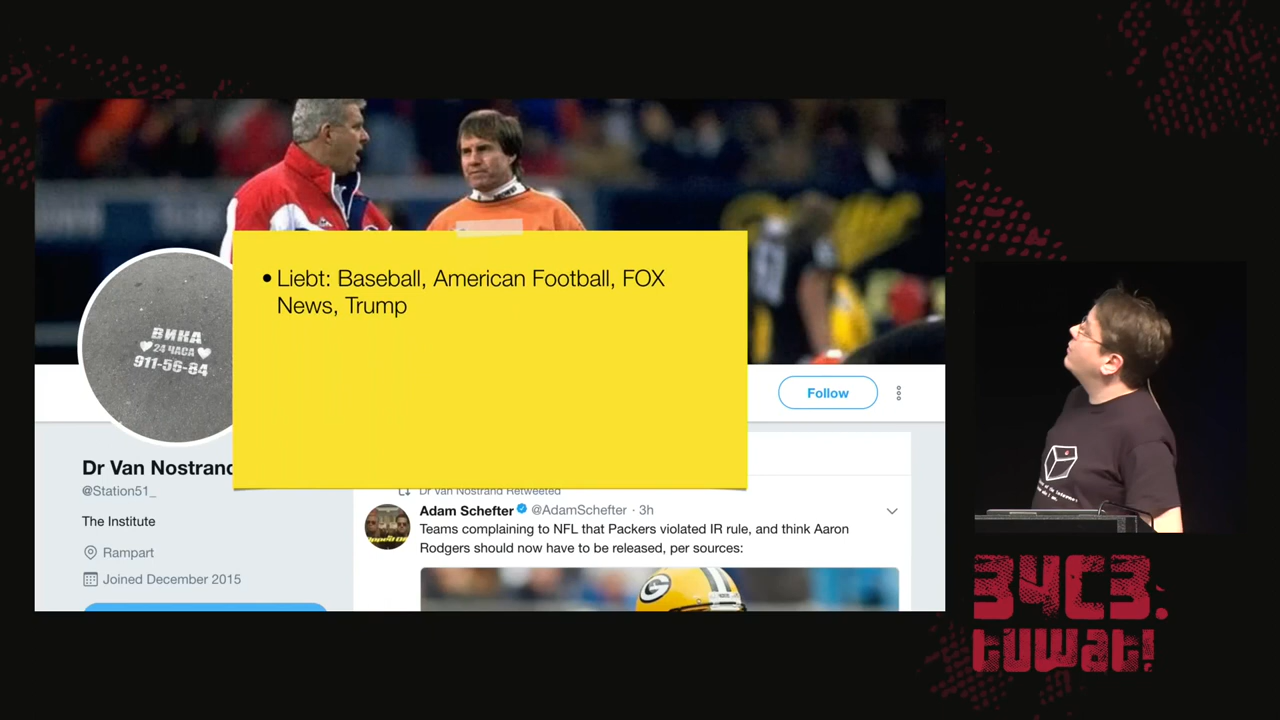 • Liebt: Baseball, American Football, FOX
News, Trump
ВИКА
24 ЧАСА
911-56-84
Follow
Dr Van Nostrand
@Station51_
The Institute
Rampart
Joined December 2015
Dr Van Nostrand Retweeted
Adam Schefter @AdamSchefter · 3h
Teams complaining to NFL that Packers violated IR rule, and think Aaron
Rodgers should now have to be released, per sources:
G
34C3.
tuwat!